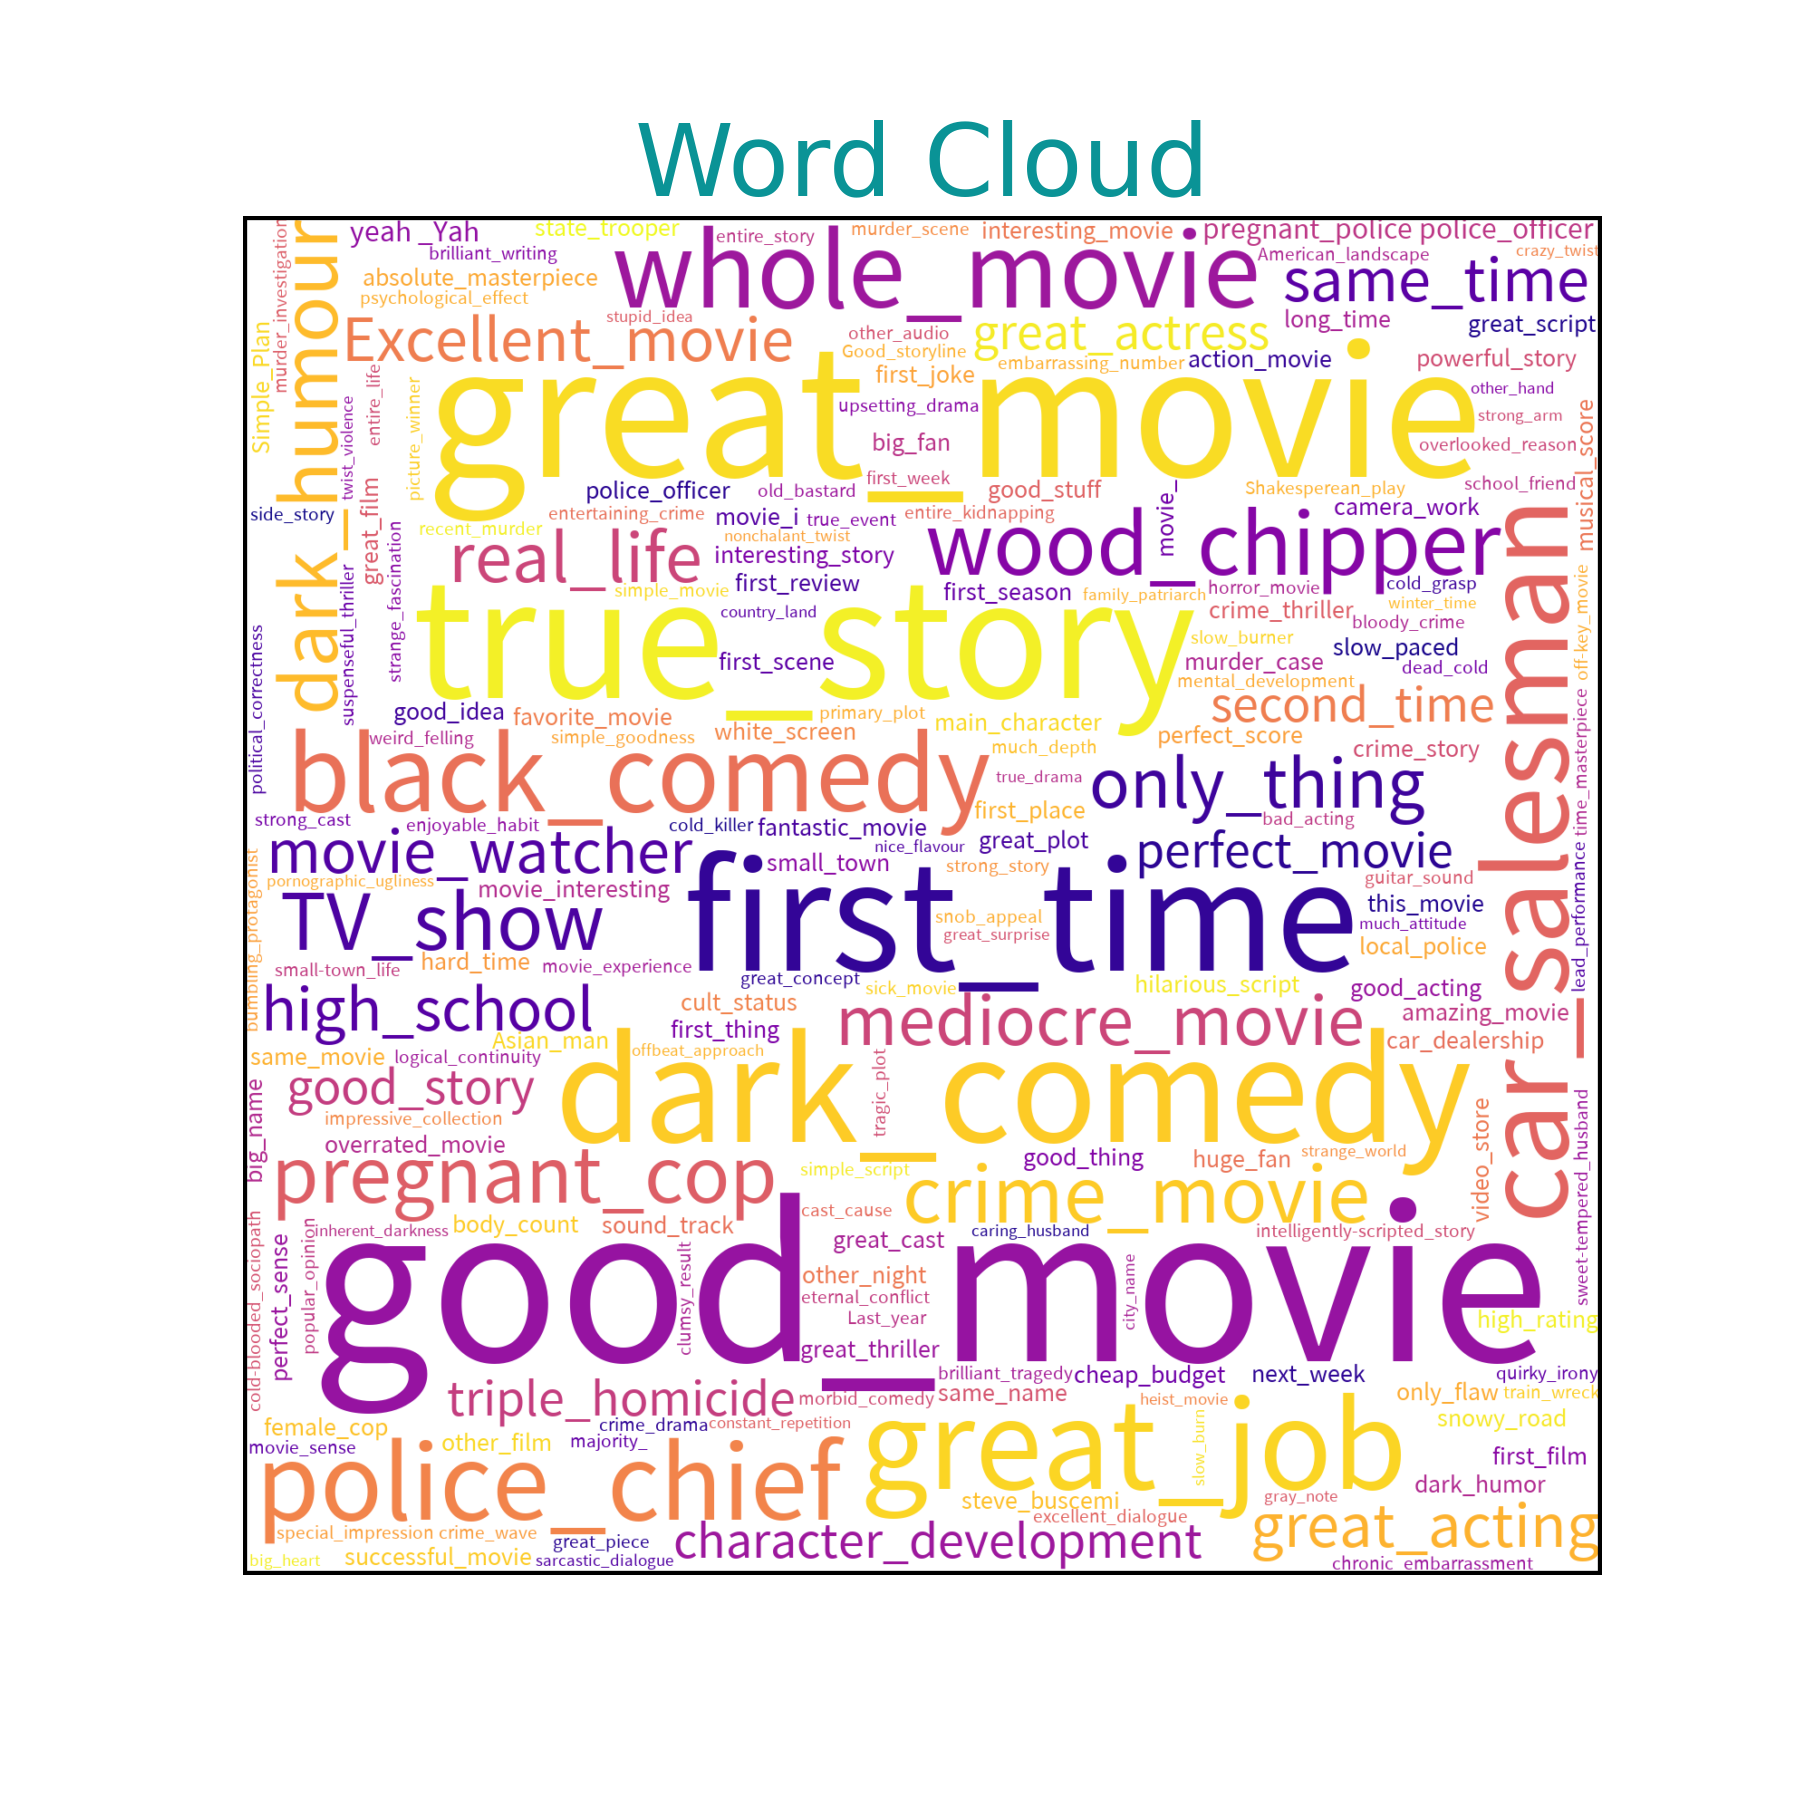 Word Cloud
yeah _Yah
state_trooper
entire_story
murder_scene
interesting_movie
pregnant_police
police_officer
brilliant_writing
whole_movie
American_landscape
crazy_twist
murder_investigation
dark_humour
absolute_masterpiece
psychological_effect
same_time
stupid_idea
Excellent_movie
other_audio
great_actress
long_time
great_script
Simple_Plan
Good_storyline
embarrassing_number
action_movie
powerful_story
entire_life
picture_winner
first_joke
great_movie
other_hand
twist_violence
upsetting_drama
strong_arm
musical_score
big_fan
overlooked_reason
great_film
first_week
police_officer
old_bastard
good_stuff
movie_
Shakesperean_play
school_friend
side_story
entertaining_crime
movie_i
true_event
entire_kidnapping
camera_work
recent_murder
nonchalant_twist
real_life
wood_chipper
strange_fascination
interesting_story
car_salesman
suspenseful_thriller
simple_movie
first_review
first_season
family_patriarch
horror_movie
cold_grasp
winter_time
off-key_movie
true_story
country_land
crime_thriller
bloody_crime
slow_burner
slow_paced
political_correctness
first_scene
murder_case
dead_cold
mental_development
good_idea
favorite_movie
primary_plot
main_character
second_time
weird_felling
simple_goodness
white_screen
much_depth
perfect_score
crime_story
black_comedy
true_drama
only_thing
time_masterpiece
first_place
strong_cast
enjoyable_habit
cold_killer
fantastic_movie
bad_acting
movie_watcher
nice_flavour
great_plot
perfect_movie
small_town
strong_story
pornographic_ugliness
movie_interesting
guitar_sound
lead_performance
bumbling_protagonist
TV_show
first_time
snob_appeal
this_movie
great_surprise
much_attitude
small-town_life
hard_time
movie_experience
local_police
great_concept
sick_movie
hilarious_script
good_acting
high_school
cult_status
mediocre_movie
amazing_movie
first_thing
Asian_man
car_dealership
same_movie
logical_continuity
offbeat_approach
dark_comedy
tragic_plot
good_story
big_name
impressive_collection
overrated_movie
video_store
sweet-tempered_husband
pregnant_cop
simple_script
good_thing
huge_fan
strange_world
crime_movie
cold-blooded_sociopath
perfect_sense
popular_opinion
inherent_darkness
body_count
sound_track
cast_cause
caring_husband
intelligently-scripted_story
good_movie
clumsy_result
great_cast
other_night
city_name
eternal_conflict
Last_year
high_rating
great_thriller
brilliant_tragedy
cheap_budget
next_week
quirky_irony
triple_homicide
morbid_comedy
same_name
heist_movie
only_flaw
train_wreck
female_cop
crime_drama
constant_repetition
great_job
slow_burn
snowy_road
movie_sense
other_film
majority_
first_film
police_chief
dark_humor
steve_buscemi
gray_note
excellent_dialogue
special_impression
crime_wave
great_piece
character_development
great_acting
big_heart
successful_movie
sarcastic_dialogue
chronic_embarrassment